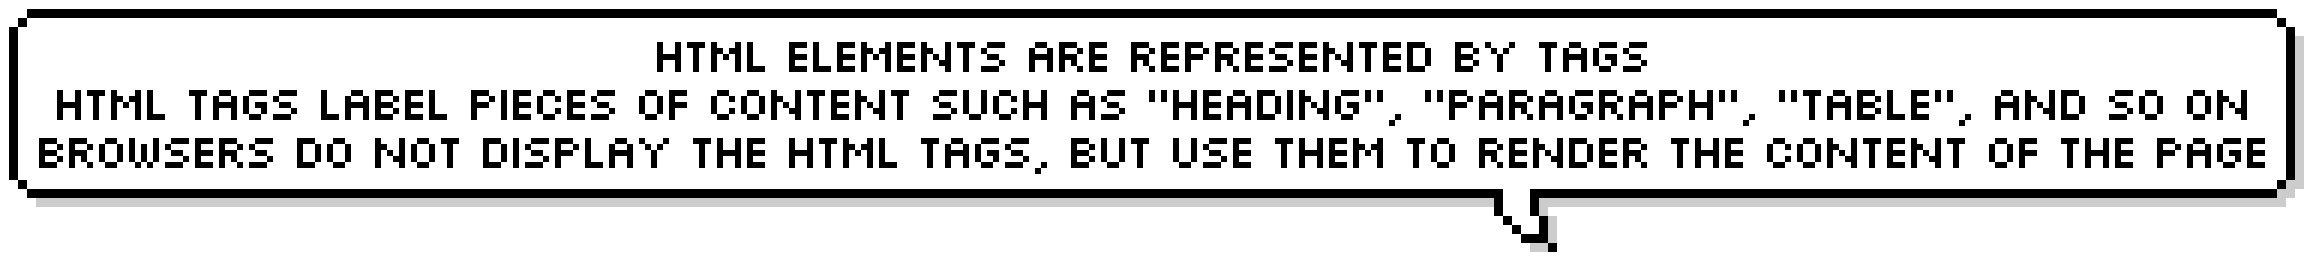 HTML ELEMENTS ARE REPRESENTED BY TAGS
HTML TAGS LABEL PIECES OF CONTENT SUCH AS "HEADING", "PARAGRAPH", "TABLE", AND SO ON
BROWSERS DO NOT DISPLAY THE HTML TAGS, BUT USE THEM TO RENDER THE CONTENT OF THE PAGE